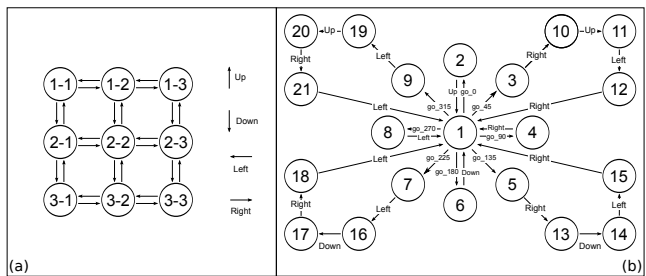 1-1 1-2 1-3
2-1 2-2 2-3
3-1 3-2 3-3
Up
Down
Left
Right
(a)
20 Up 19 10 Up 11
Right Left 2 Right Left
21 9 3 12
Up go_0
go_315 go_45
Left Right
8 go_270 1 Right 4
Left go_90
go_225 go_135
Left go_180 Down Right
18 7 6 5 15
Right Left Right Left
17 Down 16 13 Down 14
(b)